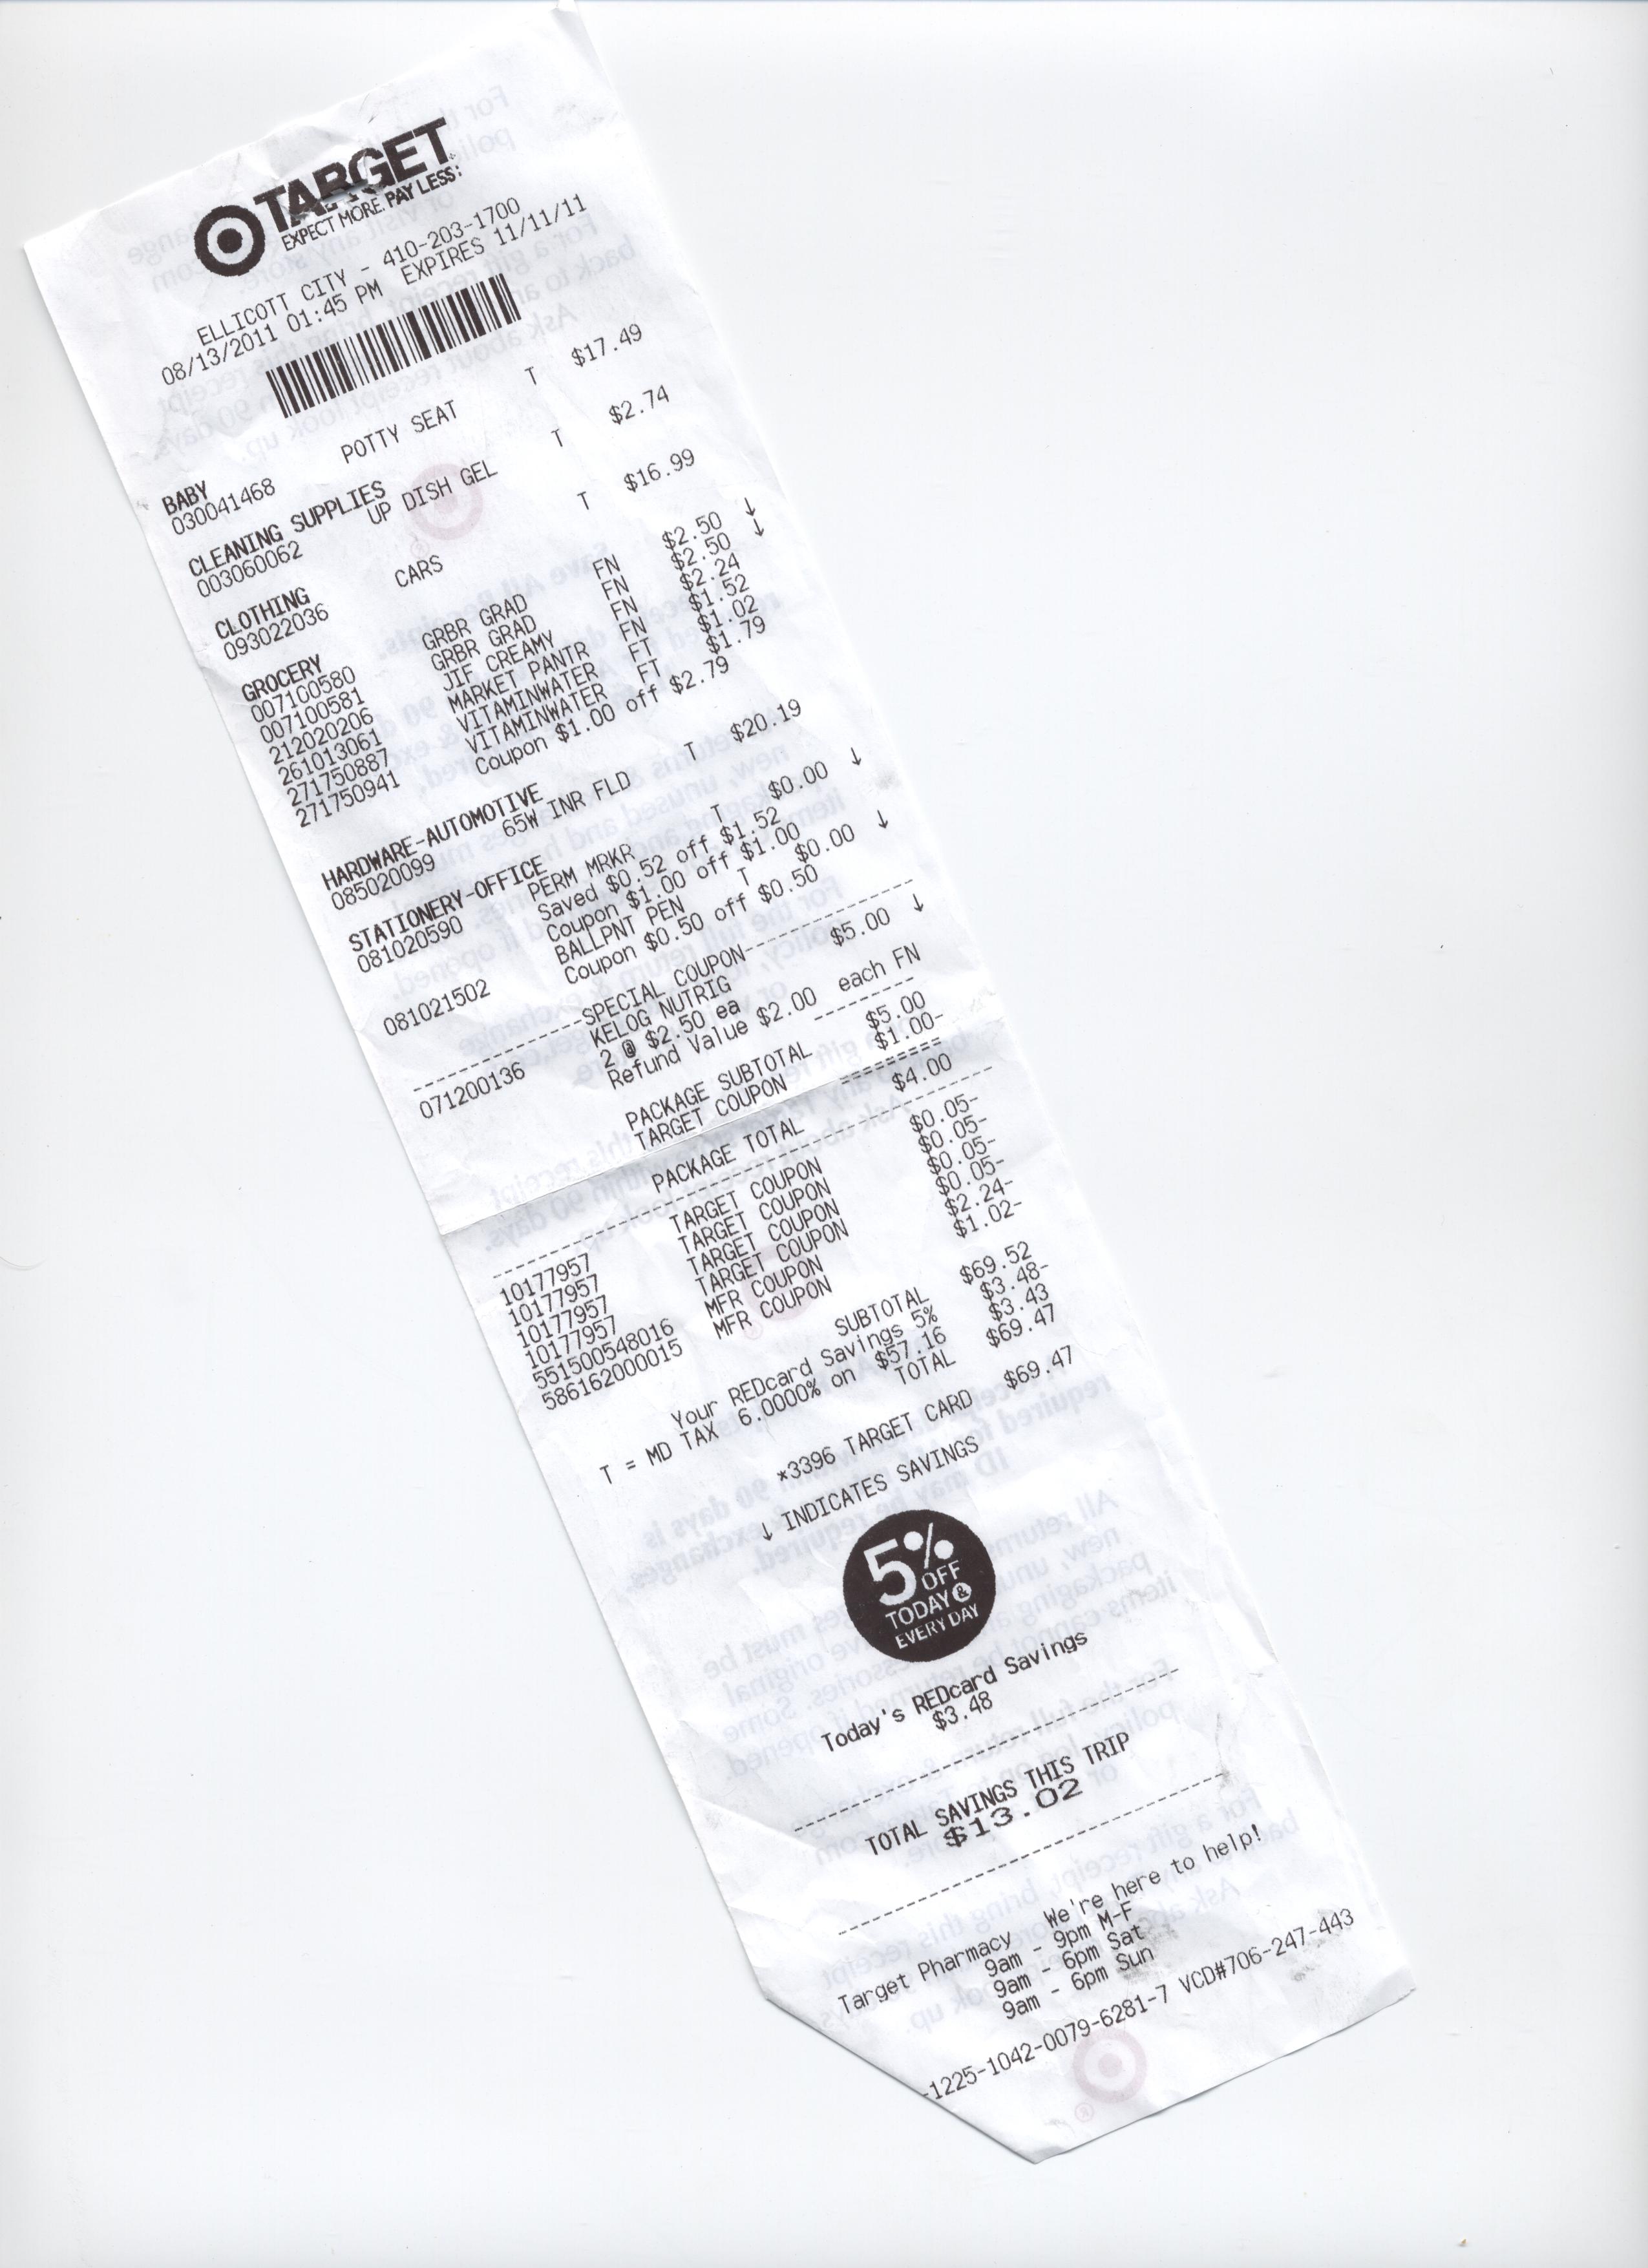 TARGET
EXPECT MORE. PAY LESS.
ELLICOTT CITY - 410-203-1700
08/13/2011 01:45 PM EXPIRES 11/11/11
BABY
030041468 POTTY SEAT T $17.49
CLEANING SUPPLIES
003060062 UP DISH GEL T $2.74
CLOTHING
093022036 CARS T $16.99
GROCERY
007100580 GRBR GRAD FN $2.50 ↓
007100581 GRBR GRAD FN $2.50 ↓
212020206 JIF CREAMY FN $2.24
261013061 MARKET PANTR FN $1.52
271750887 VITAMINWATER FT $1.02
271750941 VITAMINWATER FT $1.79
Coupon $1.00 off $2.79
HARDWARE-AUTOMOTIVE
085020099 65W INR FLD T $20.19
STATIONERY-OFFICE
081020590 PERM MRKR T $0.00 ↓
Saved $0.52 off $1.52
Coupon $1.00 off $1.00
081021502 BALLPNT PEN T $0.00 ↓
Coupon $0.50 off $0.50
---------------SPECIAL COUPON---------------
071200136 KELOG NUTRIG $5.00 ↓
2 @ $2.50 ea
Refund Value $2.00 each FN
PACKAGE SUBTOTAL $5.00
TARGET COUPON $1.00-
PACKAGE TOTAL $4.00
10177957 TARGET COUPON $0.05-
10177957 TARGET COUPON $0.05-
10177957 TARGET COUPON $0.05-
10177957 TARGET COUPON $0.05-
551500548016 MFR COUPON $2.24-
586162000015 MFR COUPON $1.02-
SUBTOTAL $69.52
Your REDcard Savings 5% $3.48-
T = MD TAX 6.0000% on $57.16 $3.43
TOTAL $69.47
*3396 TARGET CARD $69.47
↓ INDICATES SAVINGS
5%
OFF
TODAY &
EVERY DAY
Today's REDcard Savings
$3.48
TOTAL SAVINGS THIS TRIP
$13.02
Target Pharmacy We're here to help!
9am - 9pm M-F
9am - 6pm Sat
9am - 6pm Sun
-1225-1042-0079-6281-7 VCD#706-247-443